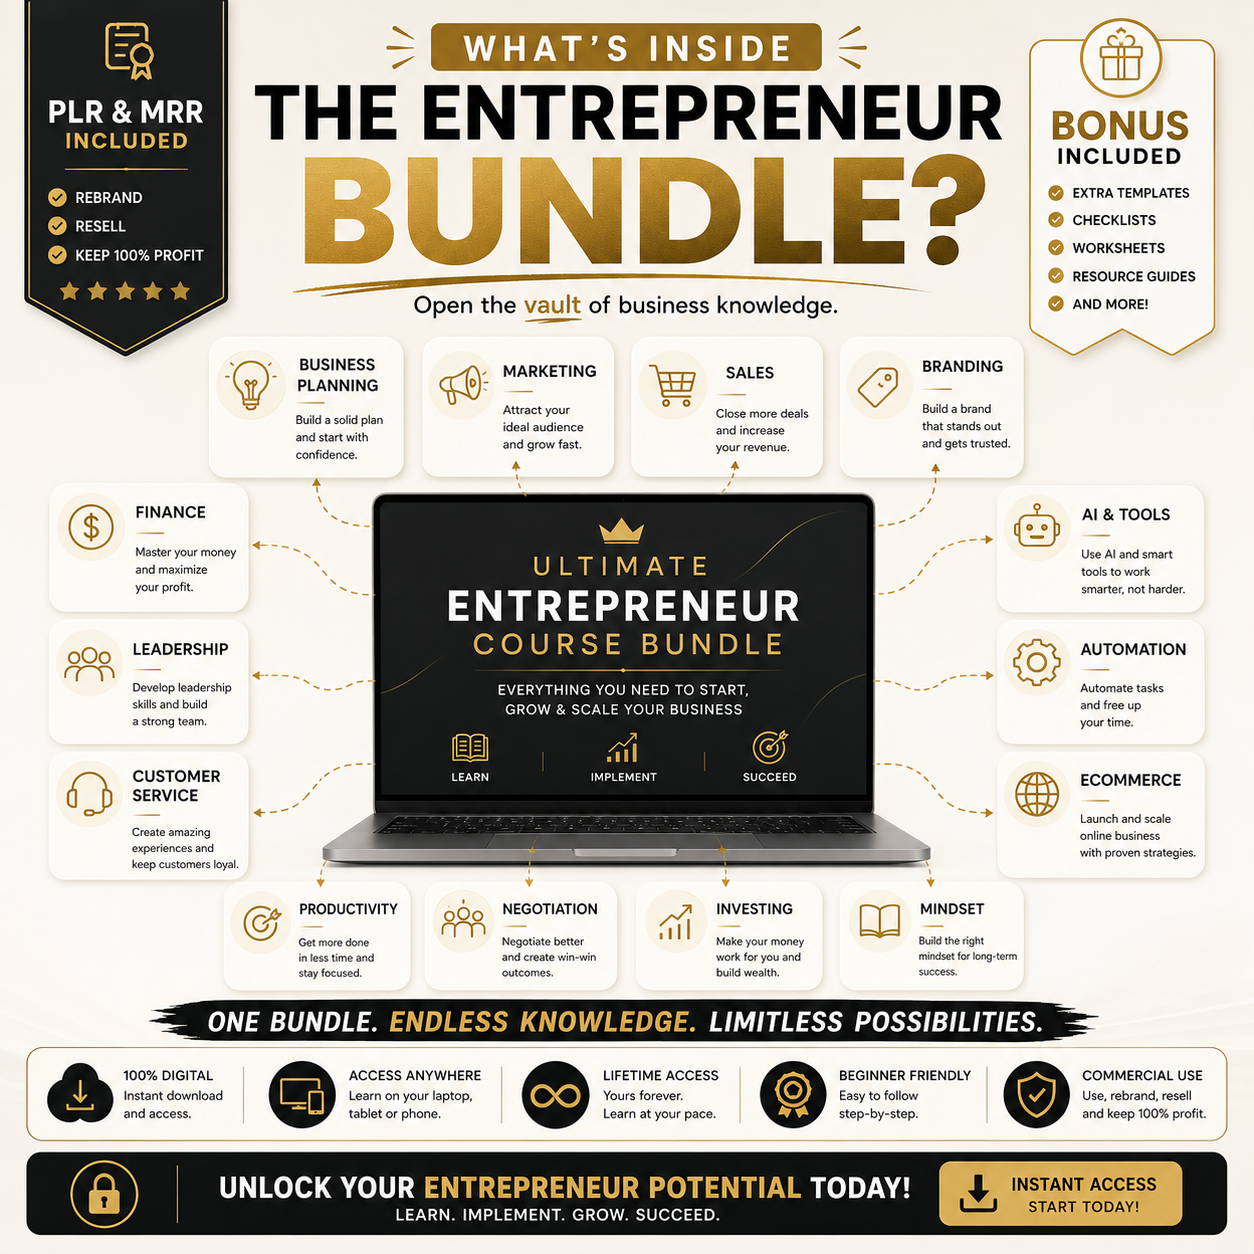 WHAT'S INSIDE
THE ENTREPRENEUR
BUNDLE?
Open the vault of business knowledge.
PLR & MRR
INCLUDED
REBRAND
RESELL
KEEP 100% PROFIT
BONUS
INCLUDED
EXTRA TEMPLATES
CHECKLISTS
WORKSHEETS
RESOURCE GUIDES
AND MORE!
BUSINESS
PLANNING
Build a solid plan
and start with
confidence.
MARKETING
Attract your
ideal audience
and grow fast.
SALES
Close more deals
and increase
your revenue.
BRANDING
Build a brand
that stands out
and gets trusted.
FINANCE
Master your money
and maximize
your profit.
LEADERSHIP
Develop leadership
skills and build
a strong team.
CUSTOMER
SERVICE
Create amazing
experiences and
keep customers loyal.
ULTIMATE
ENTREPRENEUR
COURSE BUNDLE
EVERYTHING YOU NEED TO START,
GROW & SCALE YOUR BUSINESS
LEARN
IMPLEMENT
SUCCEED
AI & TOOLS
Use AI and smart
tools to work
smarter, not harder.
AUTOMATION
Automate tasks
and free up
your time.
ECOMMERCE
Launch and scale
online business
with proven strategies.
PRODUCTIVITY
Get more done
in less time and
stay focused.
NEGOTIATION
Negotiate better
and create win-win
outcomes.
INVESTING
Make your money
work for you and
build wealth.
MINDSET
Build the right
mindset for long-term
success.
ONE BUNDLE. ENDLESS KNOWLEDGE. LIMITLESS POSSIBILITIES.
100% DIGITAL
Instant download
and access.
ACCESS ANYWHERE
Learn on your laptop,
tablet or phone.
LIFETIME ACCESS
Yours forever.
Learn at your pace.
BEGINNER FRIENDLY
Easy to follow
step-by-step.
COMMERCIAL USE
Use, rebrand, resell
and keep 100% profit.
UNLOCK YOUR ENTREPRENEUR POTENTIAL TODAY!
LEARN. IMPLEMENT. GROW. SUCCEED.
INSTANT ACCESS
START TODAY!